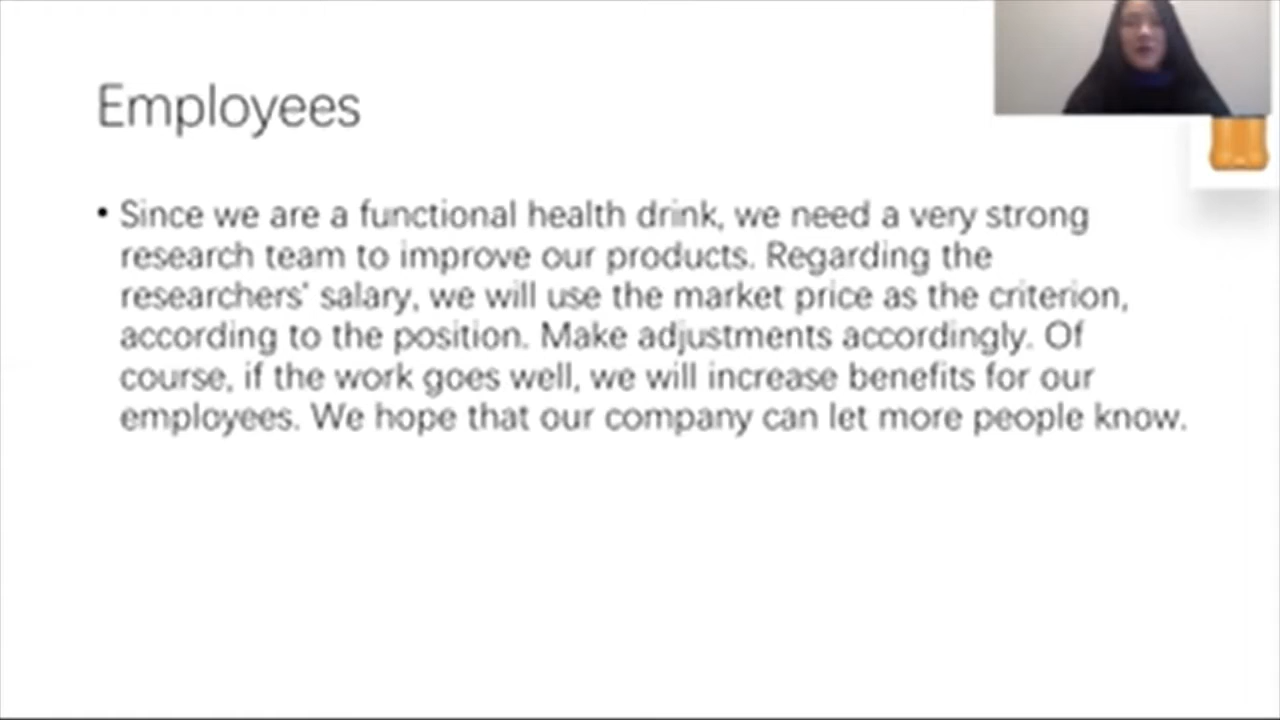 Employees
• Since we are a functional health drink, we need a very strong
research team to improve our products. Regarding the
researchers' salary, we will use the market price as the criterion,
according to the position. Make adjustments accordingly. Of
course, if the work goes well, we will increase benefits for our
employees. We hope that our company can let more people know.